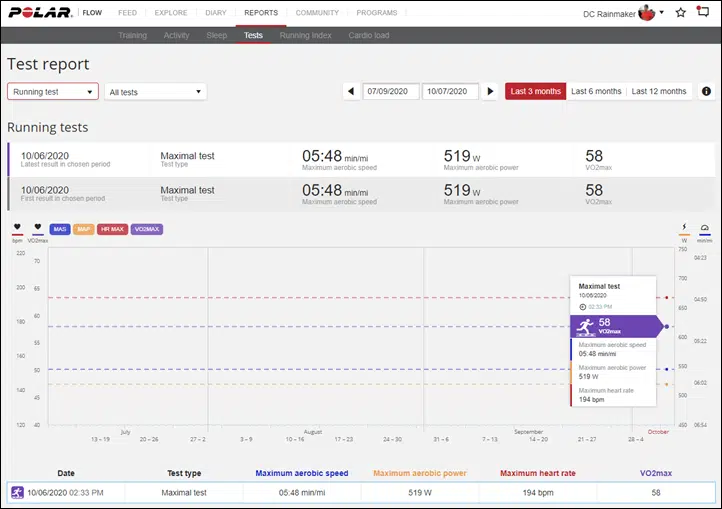 POLAR. FLOW FEED EXPLORE DIARY REPORTS COMMUNITY PROGRAMS DC Rainmaker
Training Activity Sleep Tests Running Index Cardio load
Test report
Running test All tests 07/09/2020 10/07/2020 Last 3 months Last 6 months Last 12 months
Running tests
10/06/2020 Maximal test 05:48 min/mi 519 W 58
Latest result in chosen period Test type Maximum aerobic speed Maximum aerobic power VO2max
10/06/2020 Maximal test 05:48 min/mi 519 W 58
First result in chosen period Test type Maximum aerobic speed Maximum aerobic power VO2max
MAS MAP HR MAX VO2MAX
bpm VO2max W min/mi
220 70 750 04:23
200 65 700 04:50
180 60 650
160 55 600 05:22
550
140 50 06:02
500
120 45
40 450 07:54
Maximal test
10/06/2020
02:33 PM
58
VO2max
Maximum aerobic speed
05:48 min/mi
Maximum aerobic power
519 W
Maximum heart rate
194 bpm
July August September October
13 – 19 20 – 26 27 – 2 3 – 9 10 – 16 17 – 23 24 – 30 31 – 6 7 – 13 14 – 20 21 – 27 28 – 4
Date Test type Maximum aerobic speed Maximum aerobic power Maximum heart rate VO2max
10/06/2020 02:33 PM Maximal test 05:48 min/mi 519 W 194 bpm 58